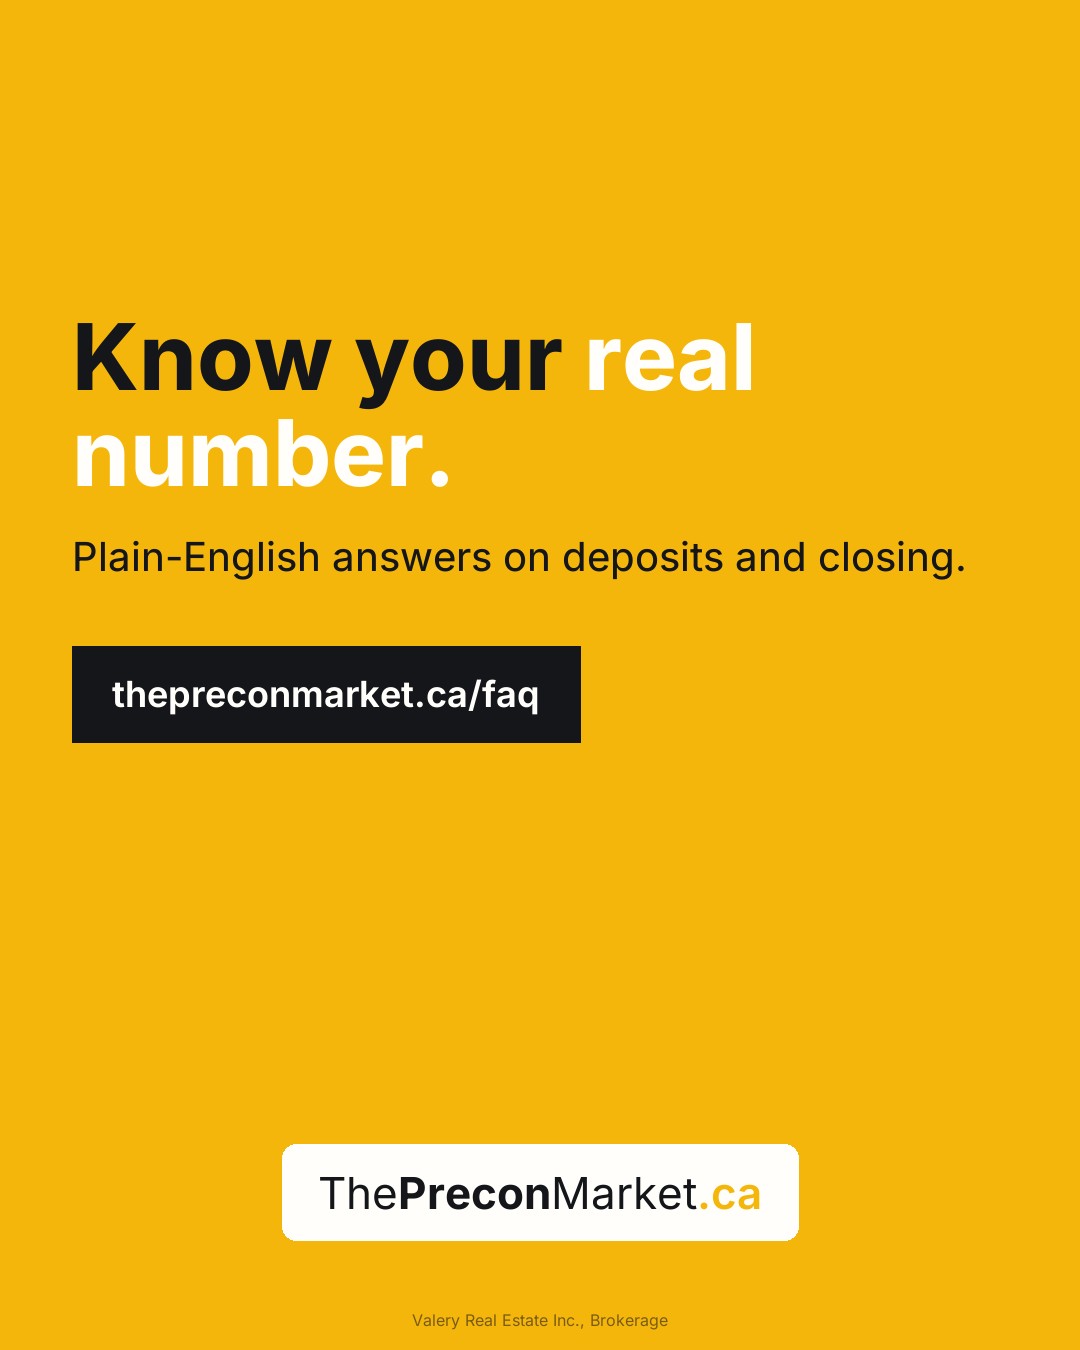 Know your real
number.
Plain-English answers on deposits and closing.
thepreconmarket.ca/faq
ThePreconMarket.ca
Valery Real Estate Inc., Brokerage